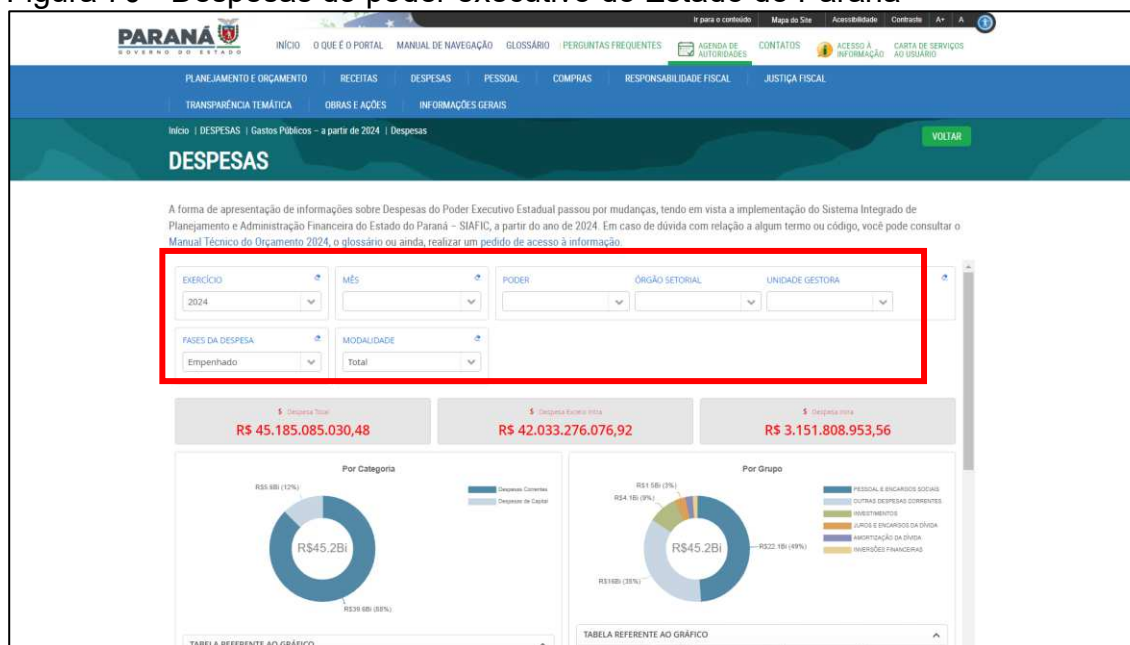 Ir para o conteúdo Mapa do Site Acessibilidade Contraste A+ A
PARANÁ
GOVERNO DO ESTADO
INÍCIO O QUE É O PORTAL MANUAL DE NAVEGAÇÃO GLOSSÁRIO PERGUNTAS FREQUENTES AGENDA DE AUTORIDADES CONTATOS ACESSO À INFORMAÇÃO CARTA DE SERVIÇOS AO USUÁRIO
PLANEJAMENTO E ORÇAMENTO RECEITAS DESPESAS PESSOAL COMPRAS RESPONSABILIDADE FISCAL JUSTIÇA FISCAL
TRANSPARÊNCIA TEMÁTICA OBRAS E AÇÕES INFORMAÇÕES GERAIS
Início | DESPESAS | Gastos Públicos – a partir de 2024 | Despesas
VOLTAR
DESPESAS
A forma de apresentação de informações sobre Despesas do Poder Executivo Estadual passou por mudanças, tendo em vista a implementação do Sistema Integrado de
Planejamento e Administração Financeira do Estado do Paraná – SIAFIC, a partir do ano de 2024. Em caso de dúvida com relação a algum termo ou código, você pode consultar o
Manual Técnico do Orçamento 2024, o glossário ou ainda, realizar um pedido de acesso à informação.
EXERCÍCIO MÊS PODER ÓRGÃO SETORIAL UNIDADE GESTORA
2024
FASES DA DESPESA MODALIDADE
Empenhado Total
$ Despesa Total $ Despesa Exceto Intra $ Despesa Intra
R$ 45.185.085.030,48 R$ 42.033.276.076,92 R$ 3.151.808.953,56
Por Categoria
(12%)
Despesas Correntes
Despesas de Capital
R$45.2Bi
(88%)
Por Grupo
(3%)
(9%)
R$45.2Bi
R$22.1Bi (49%)
PESSOAL E ENCARGOS SOCIAIS
OUTRAS DESPESAS CORRENTES
INVESTIMENTOS
JUROS E ENCARGOS DA DÍVIDA
AMORTIZAÇÃO DA DÍVIDA
INVERSÕES FINANCEIRAS
TABELA REFERENTE AO GRÁFICO TABELA REFERENTE AO GRÁFICO